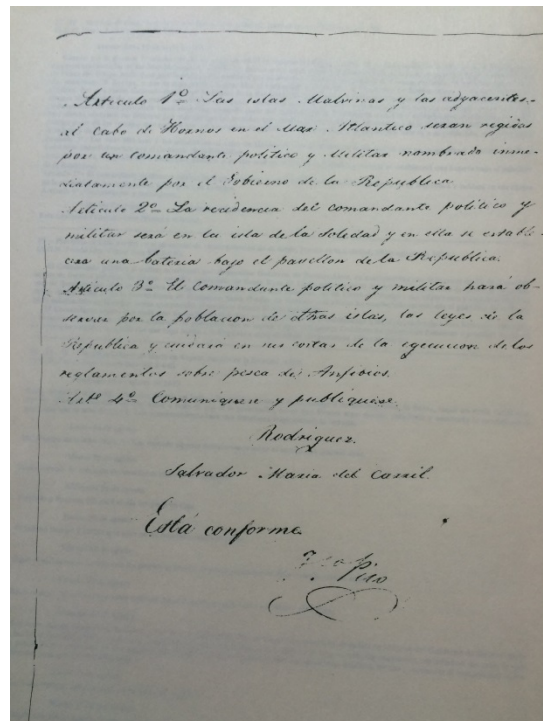 Articulo 1º Las islas Malvinas y las adyacentes
al Cabo de Hornos en el Mar Atlantico seran regidas
por un comandante politico y Militar nombrado inme-
diatamente por el Gobierno de la Republica.
Articulo 2º La residencia del comandante politico y
militar será en la isla de la Soledad y en ella se estable-
cera una bateria bajo el pavellon de la Republica.
Articulo 3º El comandante politico y militar hará ob-
servar por la poblacion de dhas islas, las leyes de la
Republica y cuidará en sus costas de la egecucion de los
reglamentos sobre pesca de Anfibios.
Artº 4º Comuniquese y publiquese.
Rodriguez.
Salvador Maria del Carril.
Está conforme.
Pico